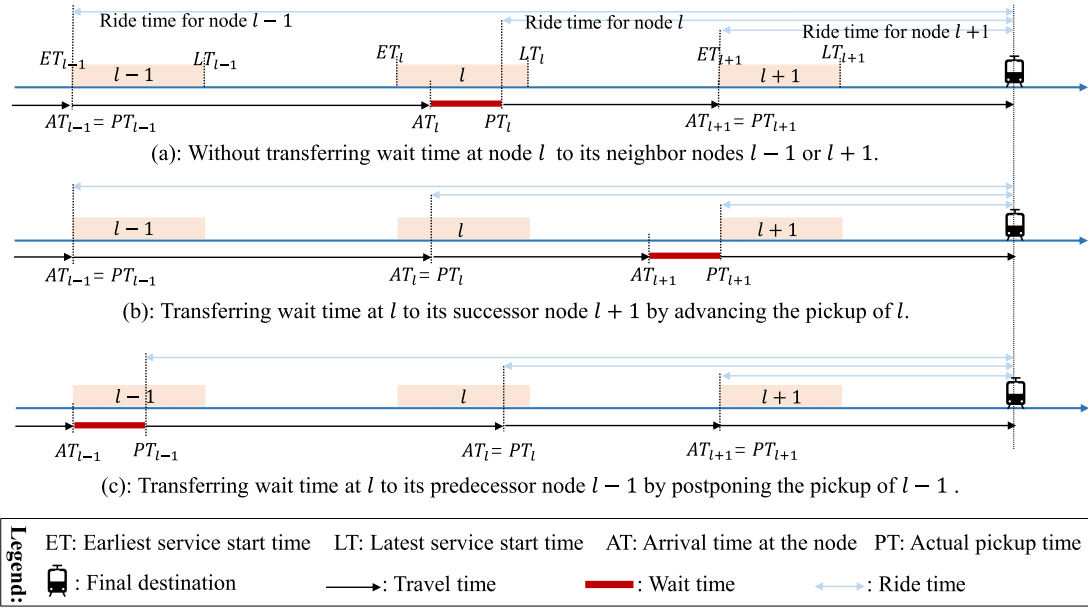 Ride time for node l − 1
Ride time for node l
Ride time for node l+1
ET_{l−1} LT_{l−1} ET_l LT_l ET_{l+1} LT_{l+1}
l − 1 l l + 1
AT_{l−1} = PT_{l−1} AT_l PT_l AT_{l+1} = PT_{l+1}
(a): Without transferring wait time at node l to its neighbor nodes l − 1 or l + 1.
l − 1 l l + 1
AT_{l−1} = PT_{l−1} AT_l = PT_l AT_{l+1} PT_{l+1}
(b): Transferring wait time at l to its successor node l + 1 by advancing the pickup of l.
l − 1 l l + 1
AT_{l−1} PT_{l−1} AT_l = PT_l AT_{l+1} = PT_{l+1}
(c): Transferring wait time at l to its predecessor node l − 1 by postponing the pickup of l − 1 .
Legend:
ET: Earliest service start time LT: Latest service start time AT: Arrival time at the node PT: Actual pickup time
: Final destination : Travel time : Wait time : Ride time